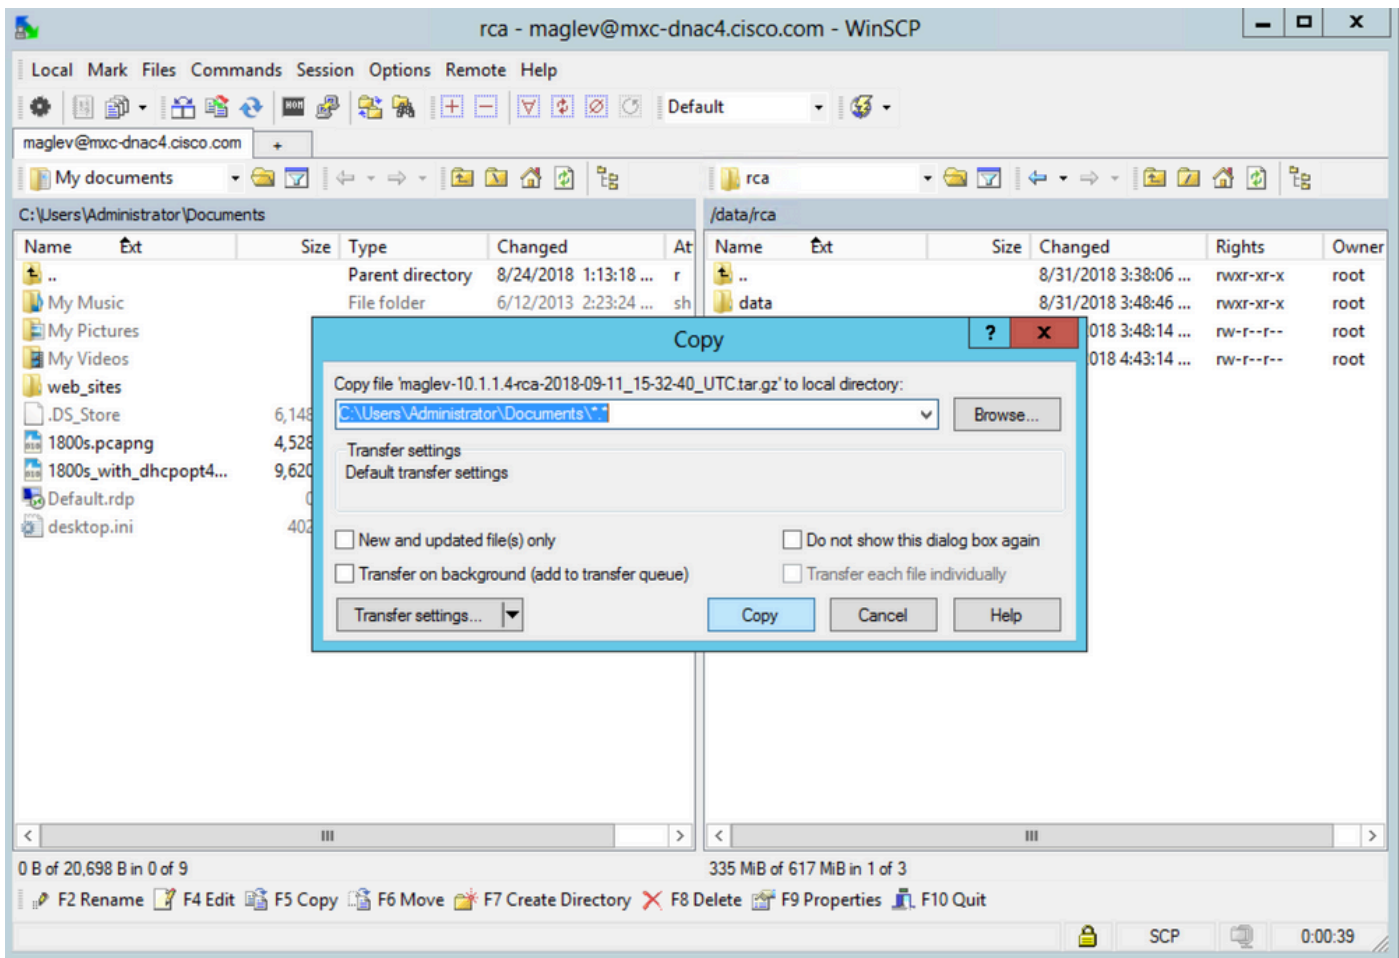 rca - maglev@mxc-dnac4.cisco.com - WinSCP
Local Mark Files Commands Session Options Remote Help
Default
maglev@mxc-dnac4.cisco.com +
My documents rca
C:\Users\Administrator\Documents /data/rca
Name Ext Size Type Changed At Name Ext Size Changed Rights Owner
.. Parent directory 8/24/2018 1:13:18 ... r .. 8/31/2018 3:38:06 ... rwxr-xr-x root
My Music File folder 6/12/2013 2:23:24 ... sh data 8/31/2018 3:48:46 ... rwxr-xr-x root
My Pictures 018 3:48:14 ... rw-r--r-- root
My Videos 018 4:43:14 ... rw-r--r-- root
web_sites
.DS_Store 6,148
1800s.pcapng 4,528
1800s_with_dhcpopt4... 9,620
Default.rdp 0
desktop.ini 402
Copy
? x
Copy file 'maglev-10.1.1.4-rca-2018-09-11_15-32-40_UTC.tar.gz' to local directory:
C:\Users\Administrator\Documents\*.* Browse...
Transfer settings
Default transfer settings
New and updated file(s) only Do not show this dialog box again
Transfer on background (add to transfer queue) Transfer each file individually
Transfer settings... Copy Cancel Help
0 B of 20,698 B in 0 of 9 335 MiB of 617 MiB in 1 of 3
F2 Rename F4 Edit F5 Copy F6 Move F7 Create Directory F8 Delete F9 Properties F10 Quit
SCP 0:00:39